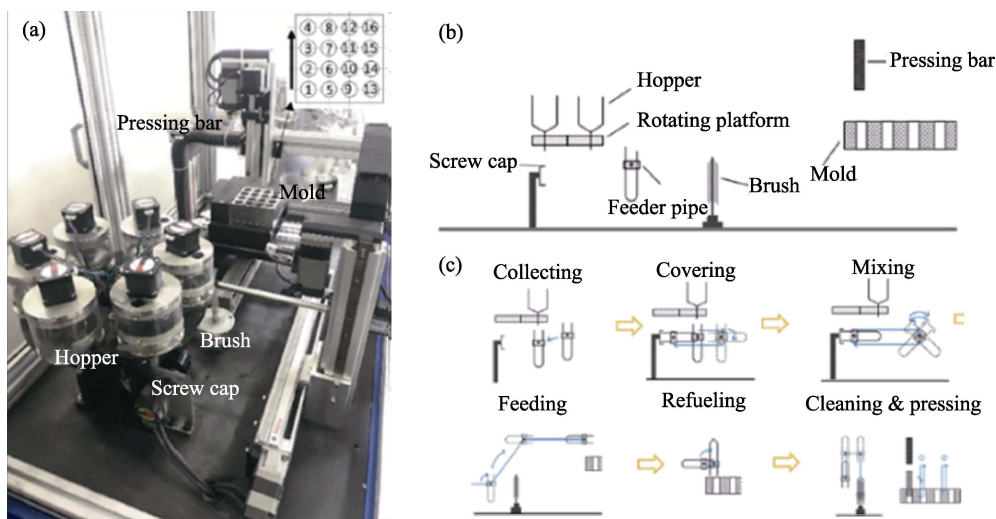 (a)
4 8 12 16
3 7 11 15
2 6 10 14
1 5 9 13
Pressing bar
Mold
Hopper
Brush
Screw cap
(b)
Pressing bar
Hopper
Rotating platform
Screw cap
Mold
Brush
Feeder pipe
(c)
Collecting
Covering
Mixing
Feeding
Refueling
Cleaning & pressing